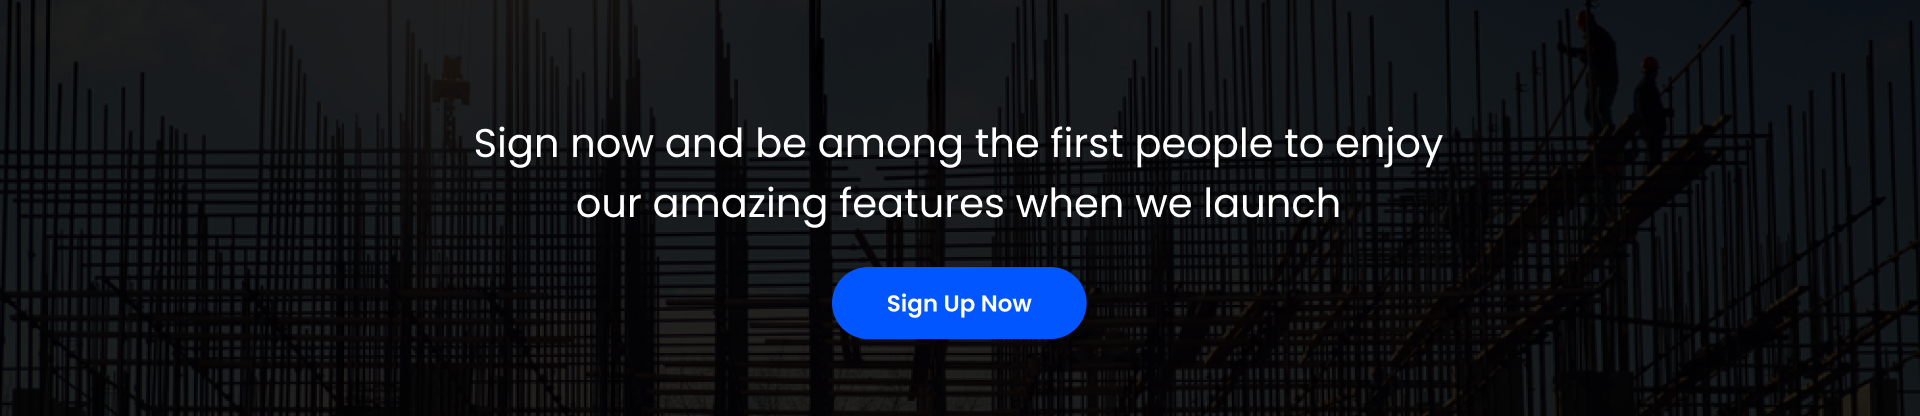 Sign now and be among the first people to enjoy
our amazing features when we launch
Sign Up Now